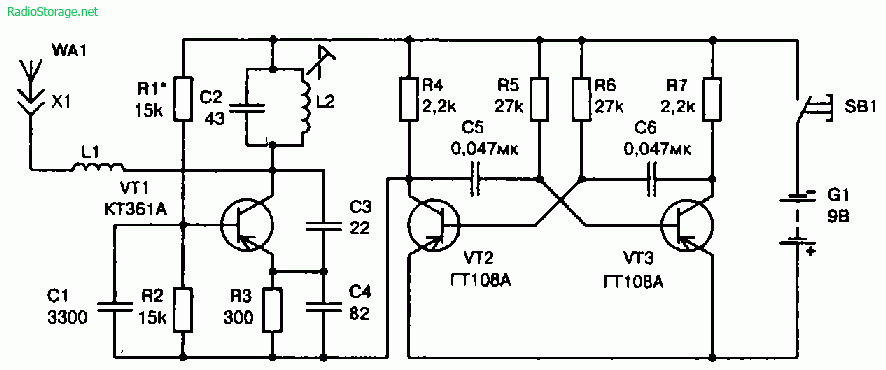 RadioStorage.net
WA1
X1
R1*
15k
C2
43
L2
R4
2,2k
R5
27k
R6
27k
R7
2,2k
SB1
C5
0,047мк
C6
0,047мк
L1
VT1
КТ361А
C3
22
G1
9В
VT2
ГТ108А
VT3
ГТ108А
C1
3300
R2
15k
R3
300
C4
82